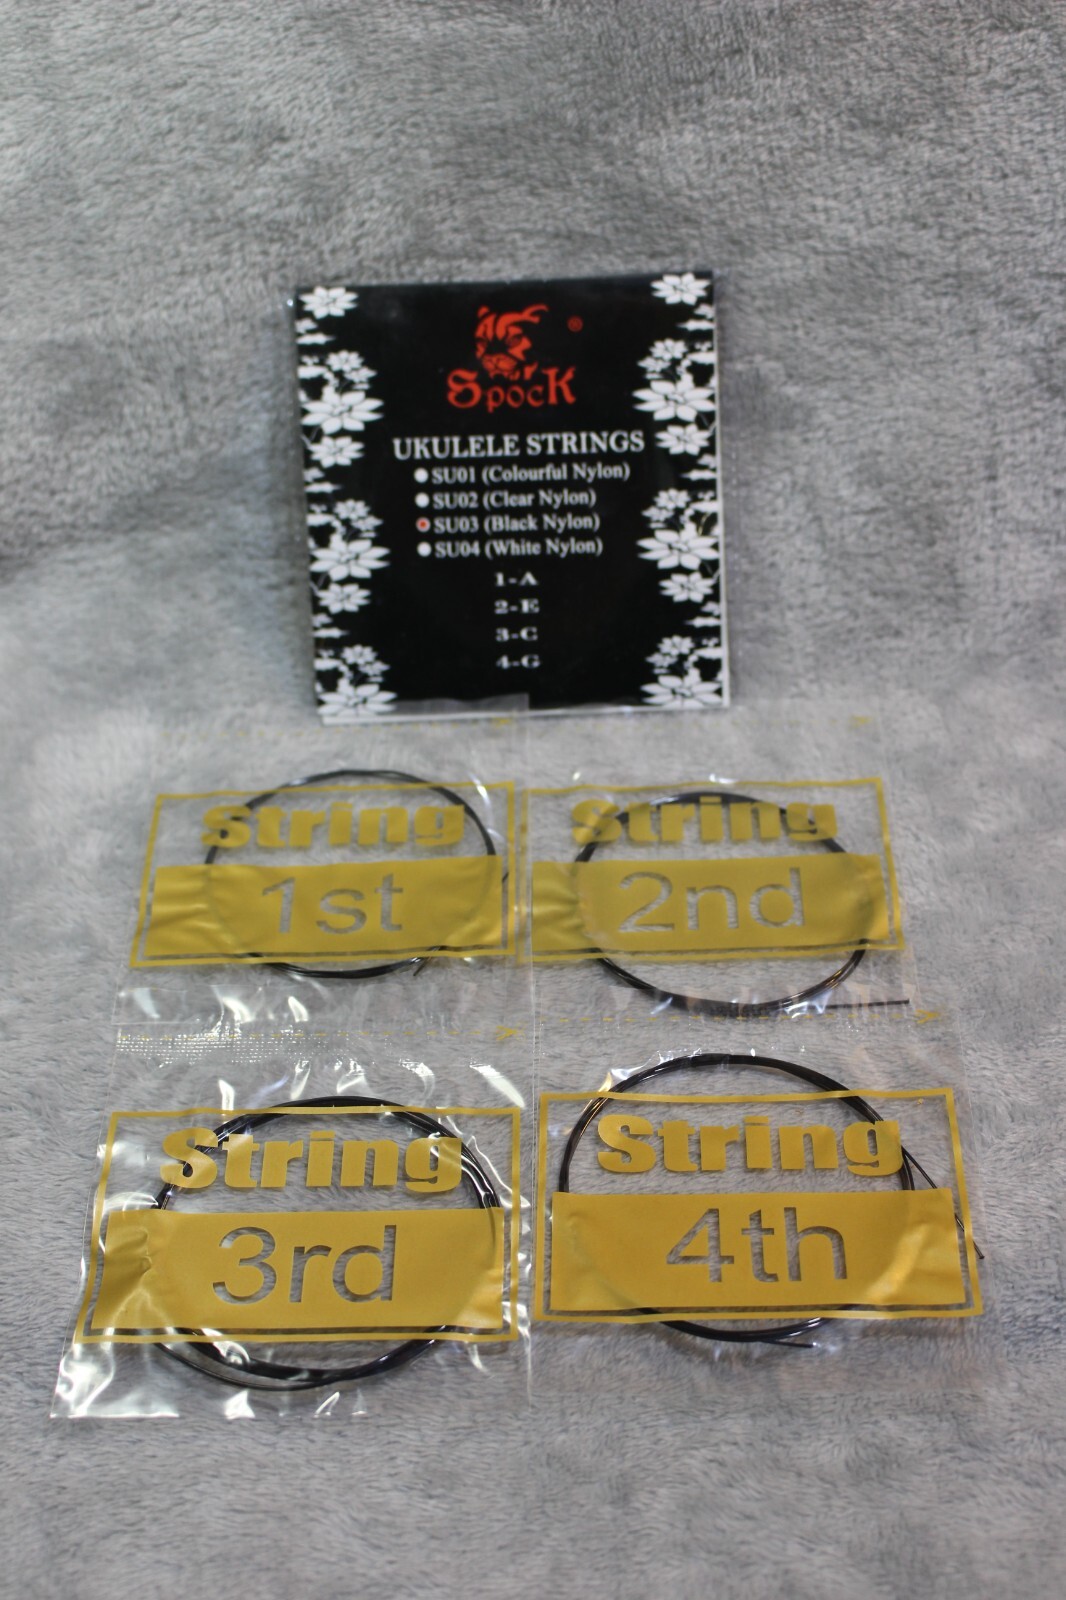 ®
Spock
UKULELE STRINGS
SU01 (Colourful Nylon)
SU02 (Clear Nylon)
SU03 (Black Nylon)
SU04 (White Nylon)
1-A
2-E
3-C
4-G
String
1st
String
2nd
String
3rd
String
4th